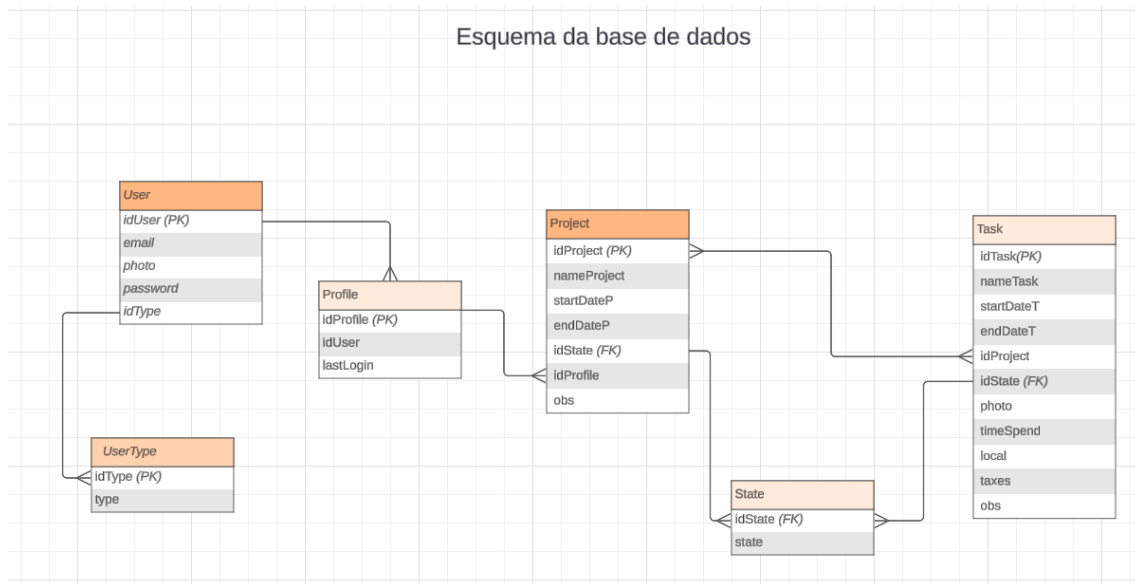 Esquema da base de dados
User
idUser (PK)
email
photo
password
idType
UserType
idType (PK)
type
Profile
idProfile (PK)
idUser
lastLogin
Project
idProject (PK)
nameProject
startDateP
endDateP
idState (FK)
idProfile
obs
State
idState (FK)
state
Task
idTask(PK)
nameTask
startDateT
endDateT
idProject
idState (FK)
photo
timeSpend
local
taxes
obs